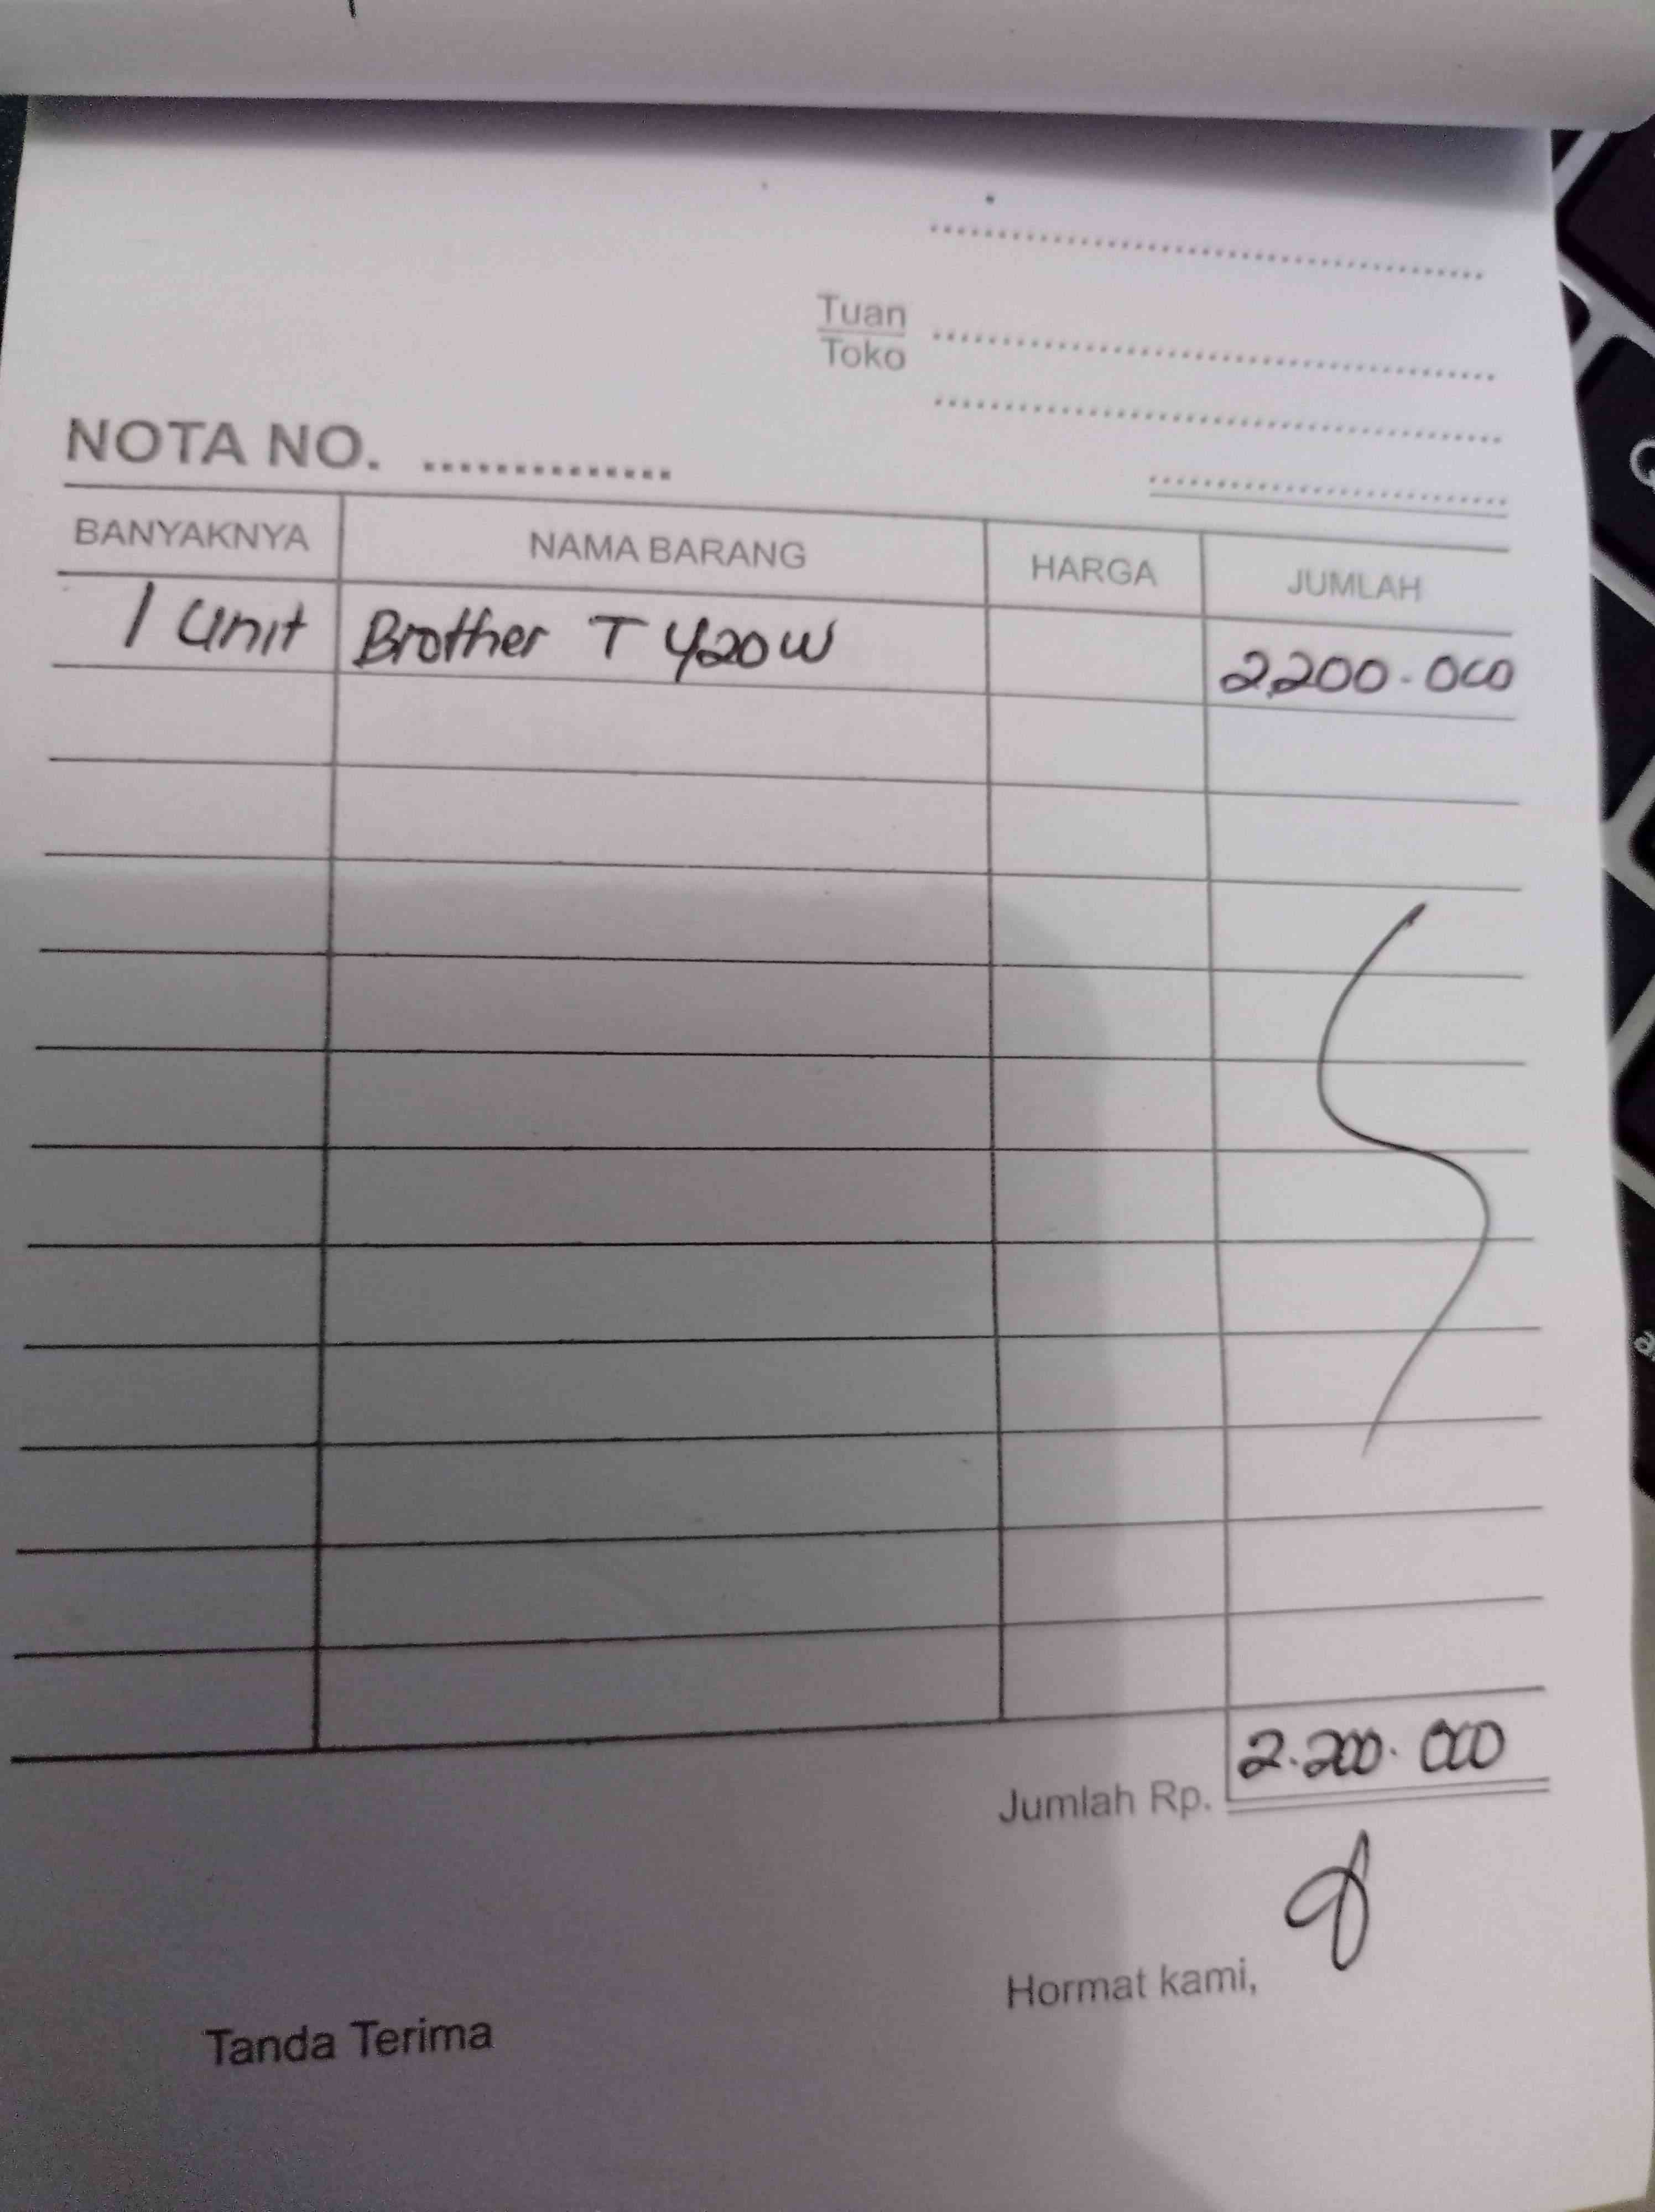 Tuan
Toko
NOTA NO. ..............
BANYAKNYA NAMA BARANG HARGA JUMLAH
1 Unit Brother T420W 2.200.000
Jumlah Rp. 2.200.000
Hormat kami,
Tanda Terima